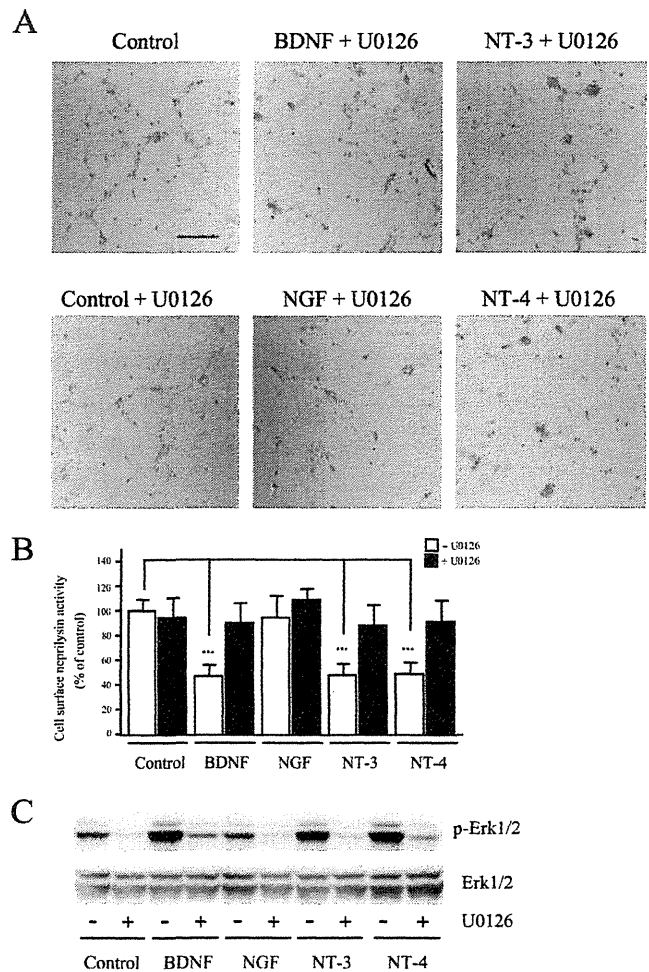 A
Control
BDNF + U0126
NT-3 + U0126
Control + U0126
NGF + U0126
NT-4 + U0126
B
- U0126
+ U0126
Cell surface neprilysin activity
(% of control)
140
120
100
80
60
40
20
0
***
***
***
Control
BDNF
NGF
NT-3
NT-4
C
p-Erk1/2
Erk1/2
- + - + - + - + - + U0126
Control
BDNF
NGF
NT-3
NT-4